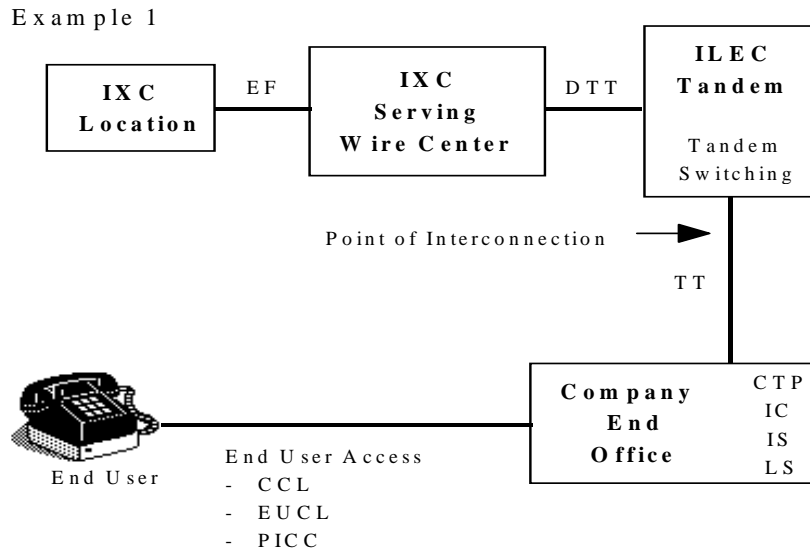 Example 1
IXC
Location
EF
IXC
Serving
Wire Center
DTT
ILEC
Tandem
Tandem
Switching
Point of Interconnection
TT
Company
End
Office
CTP
IC
IS
LS
End User
End User Access
- CCL
- EUCL
- PICC